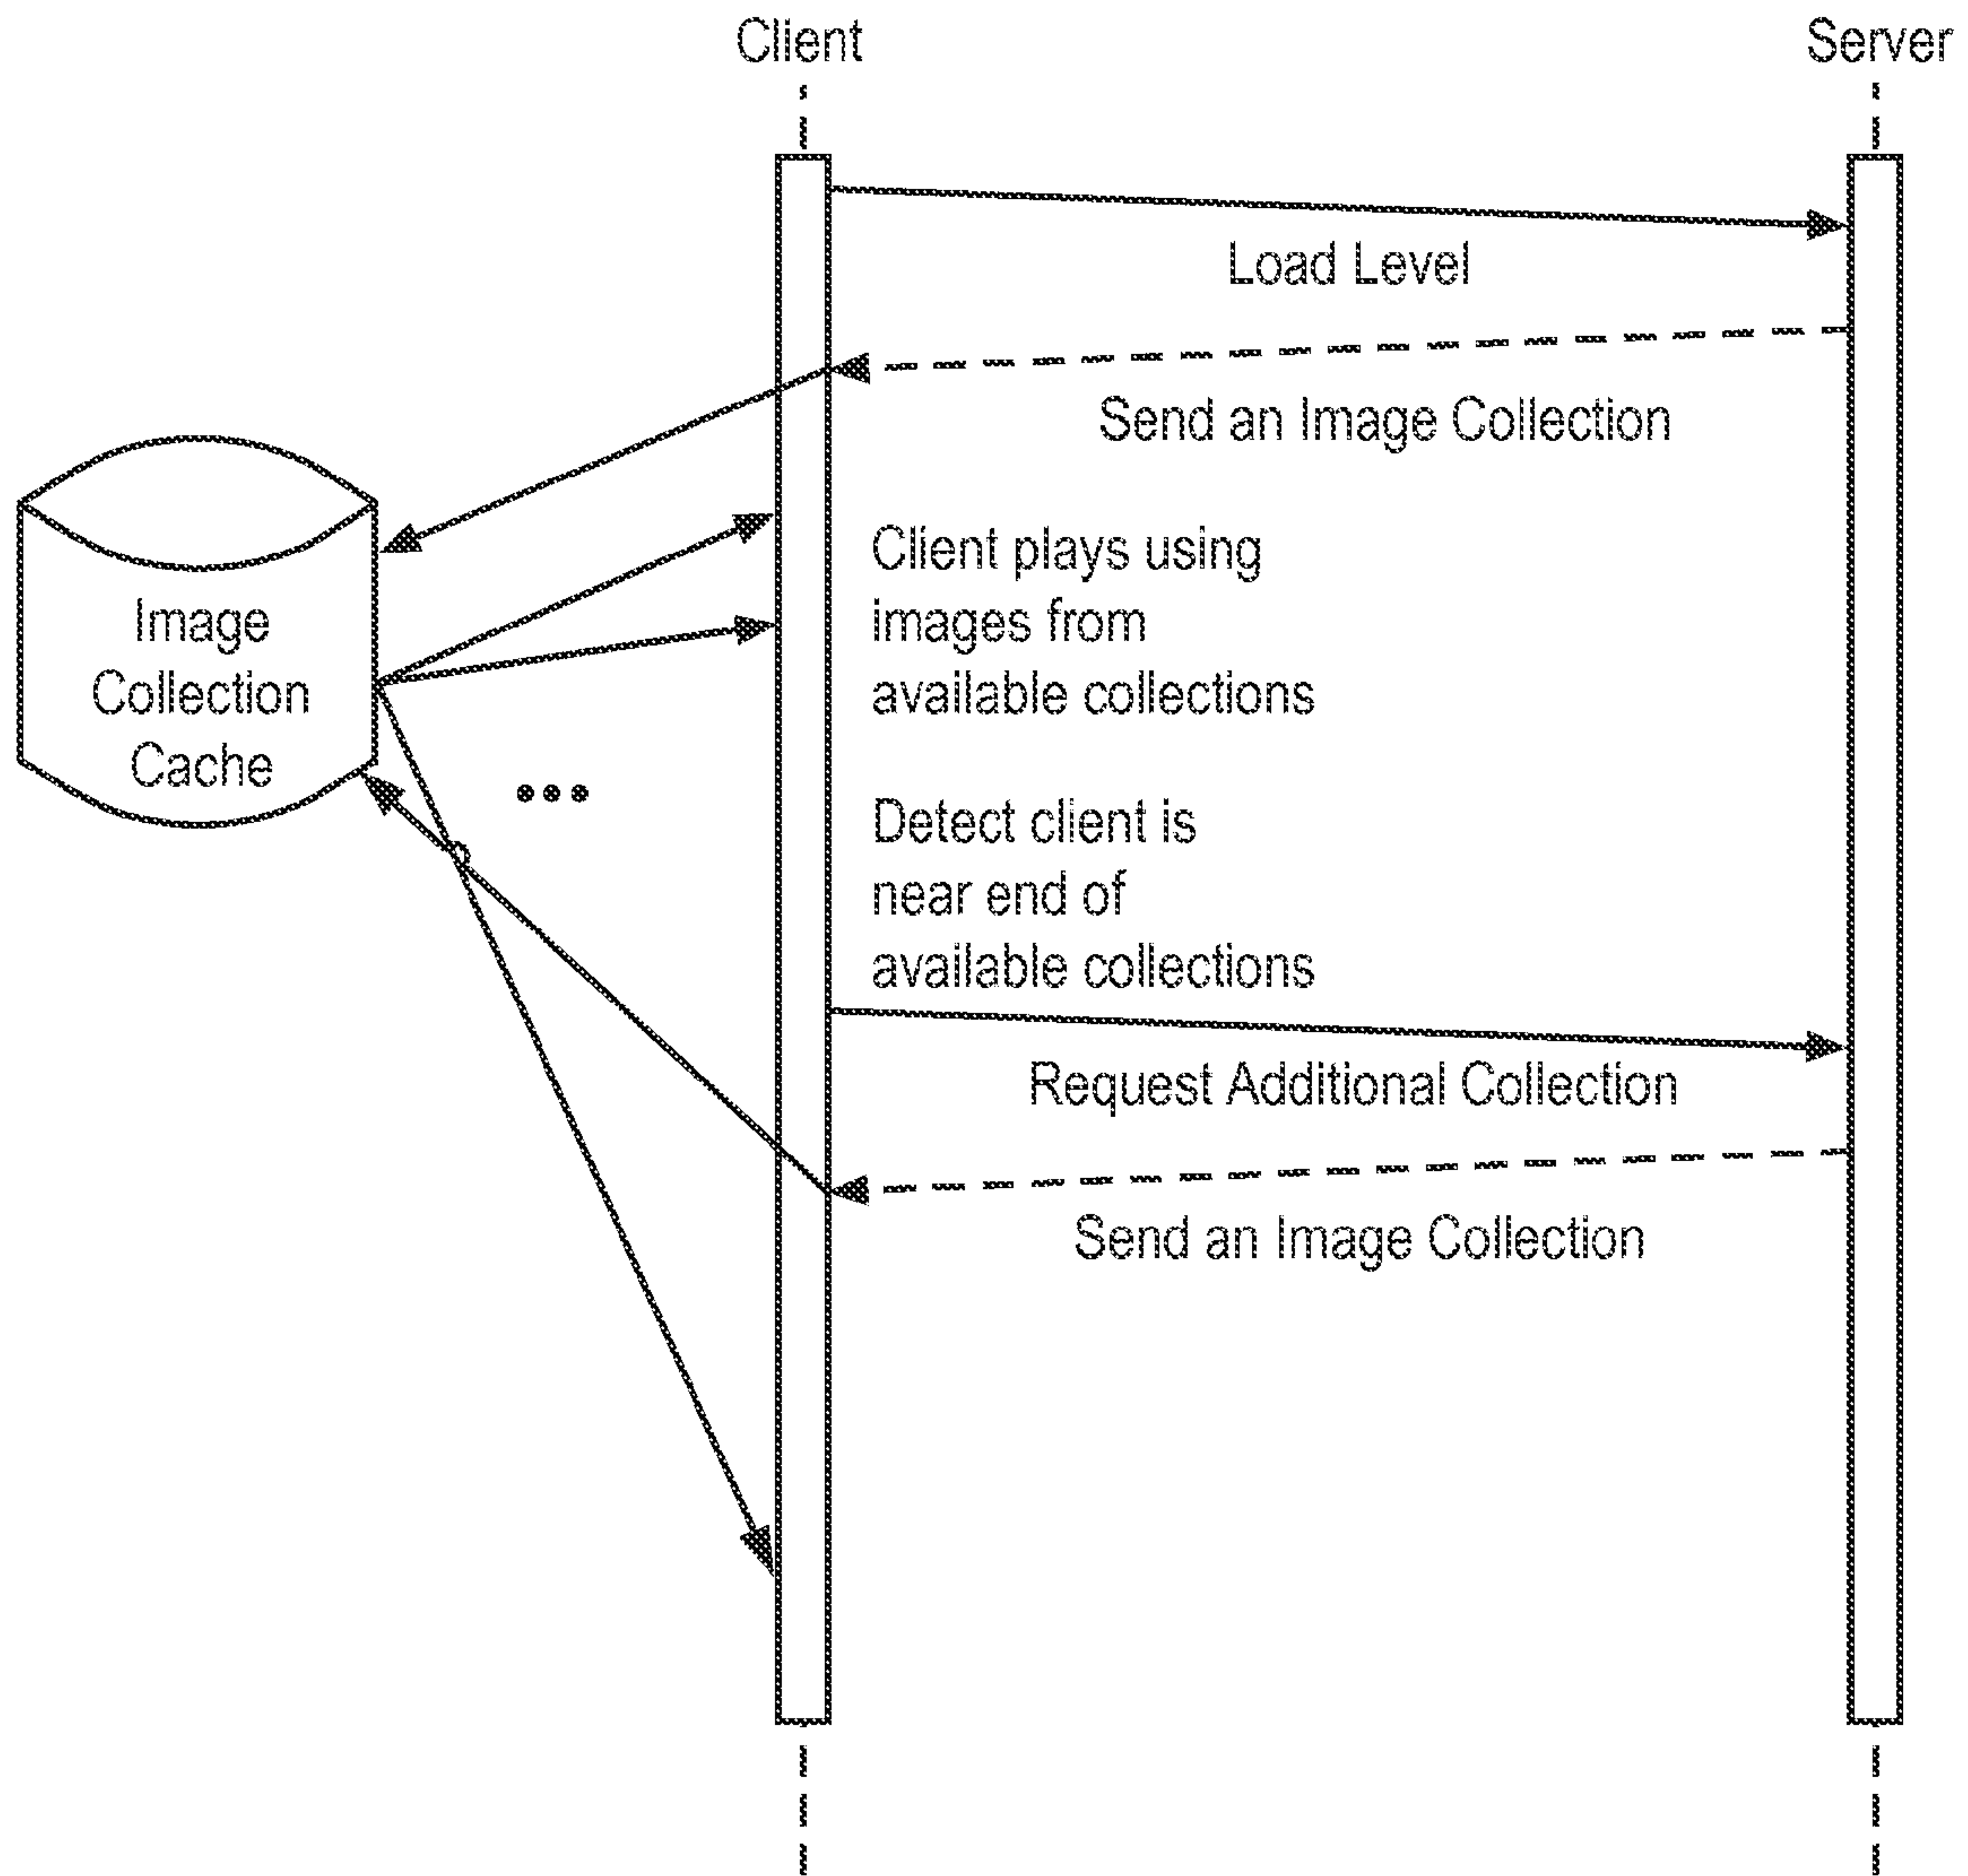 Client
Server
Load Level
Send an Image Collection
Image
Collection
Cache
Client plays using
images from
available collections
•••
Detect client is
near end of
available collections
Request Additional Collection
Send an Image Collection